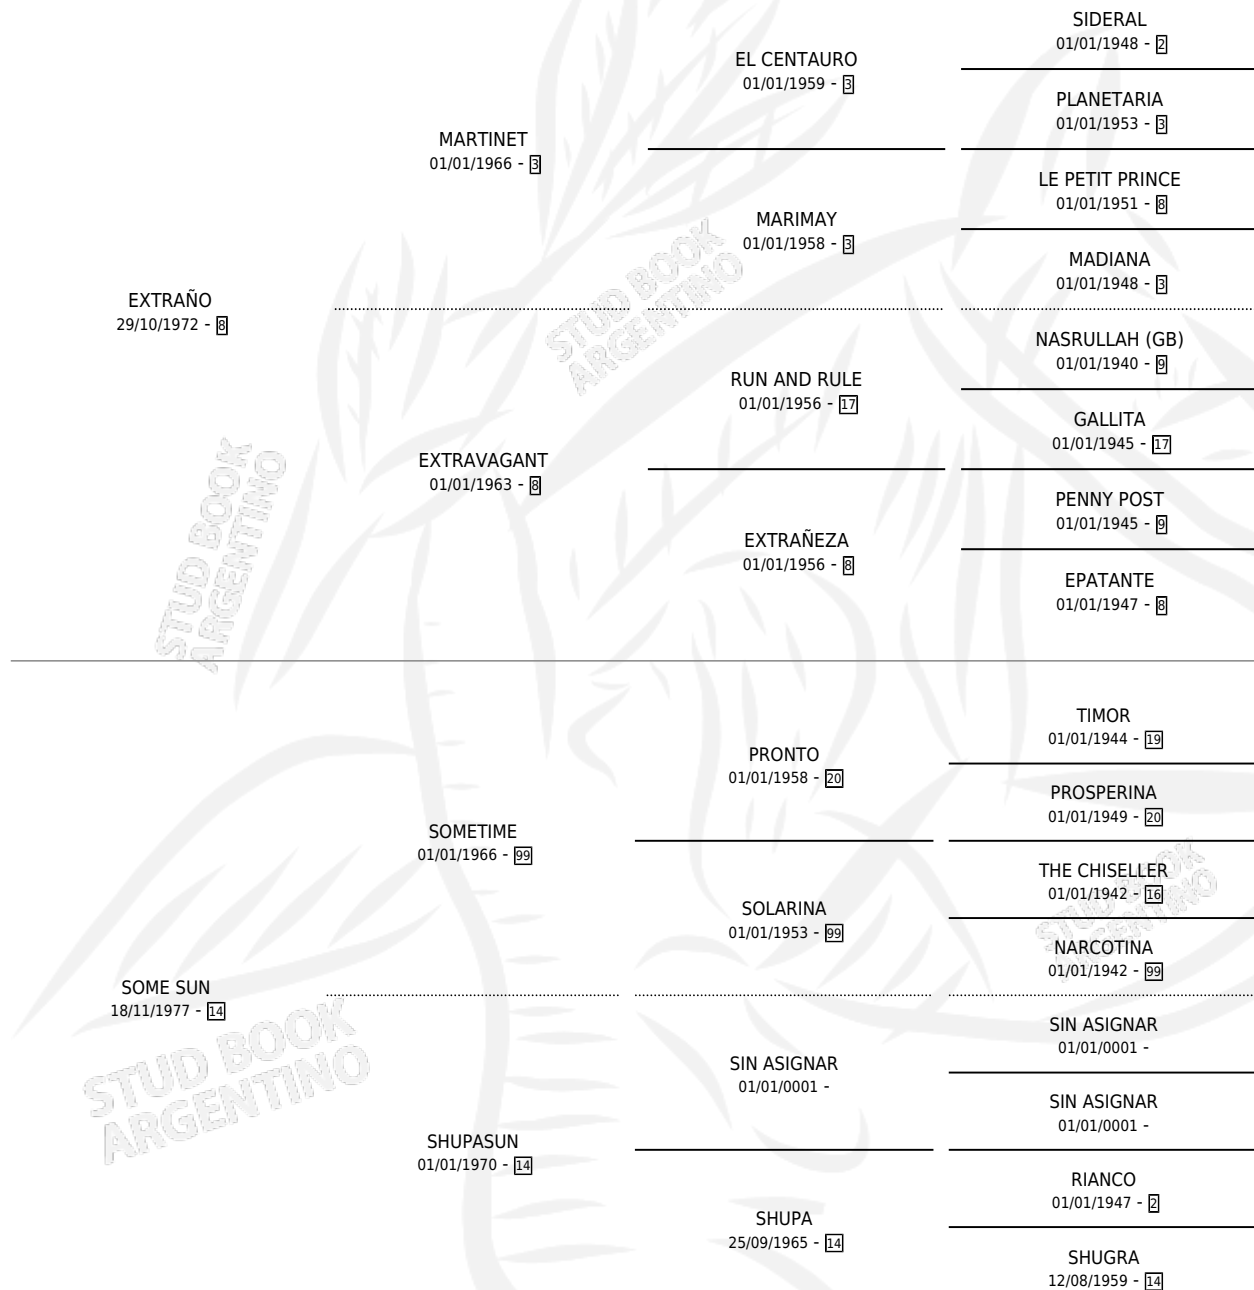 SIDERAL
01/01/1948 - 2
EL CENTAURO
01/01/1959 - 3
PLANETARIA
01/01/1953 - 3
MARTINET
01/01/1966 - 3
LE PETIT PRINCE
01/01/1951 - 8
MARIMAY
01/01/1958 - 3
MADIANA
01/01/1948 - 3
EXTRAÑO
29/10/1972 - 8
NASRULLAH (GB)
01/01/1940 - 9
RUN AND RULE
01/01/1956 - 17
GALLITA
01/01/1945 - 17
EXTRAVAGANT
01/01/1963 - 8
PENNY POST
01/01/1945 - 9
EXTRAÑEZA
01/01/1956 - 8
EPATANTE
01/01/1947 - 8
TIMOR
01/01/1944 - 19
PRONTO
01/01/1958 - 20
PROSPERINA
01/01/1949 - 20
SOMETIME
01/01/1966 - 99
THE CHISELLER
01/01/1942 - 16
SOLARINA
01/01/1953 - 99
NARCOTINA
01/01/1942 - 99
SOME SUN
18/11/1977 - 14
SIN ASIGNAR
01/01/0001 -
SIN ASIGNAR
01/01/0001 -
SIN ASIGNAR
01/01/0001 -
SHUPASUN
01/01/1970 - 14
RIANCO
01/01/1947 - 2
SHUPA
25/09/1965 - 14
SHUGRA
12/08/1959 - 14
STUD BOOK
ARGENTINO
STUD BOOK
ARGENTINO
STUD BOOK
ARGENTINO
STUD BOOK
ARGENTINO